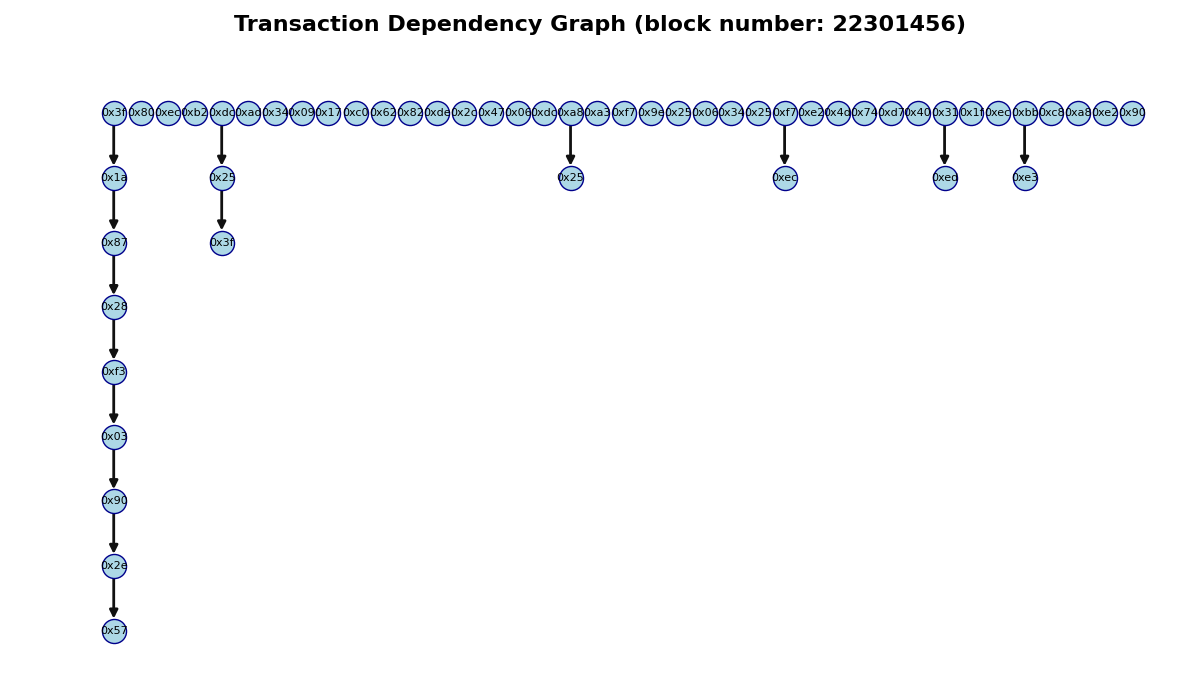 Transaction Dependency Graph (block number: 22301456)
0x3f 0x80 0xec 0xb2 0xdc 0xad 0x34 0x09 0x17 0xc0 0x62 0x82 0xde 0x2c 0x47 0x06 0xdc 0xa8 0xa3 0xf7 0x9e 0x25 0x06 0x34 0x25 0xf7 0xe2 0x4d 0x74 0xd7 0x40 0x31 0x1f 0xec 0xbb 0xc8 0xa8 0xe2 0x90
0x1a 0x25 0x25 0xec 0xed 0xe3
0x87 0x3f
0x28
0xf3
0x03
0x90
0x2e
0x57